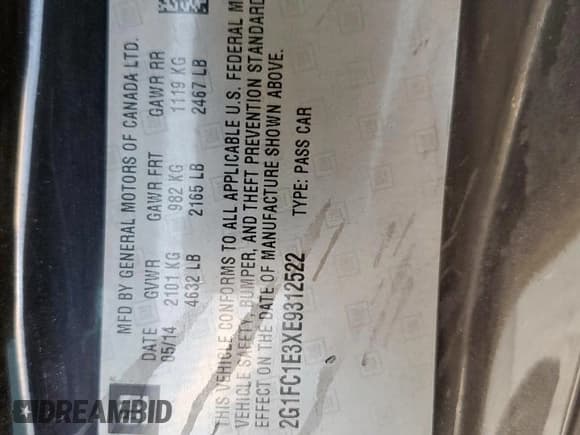 MFD BY GENERAL MOTORS OF CANADA LTD.
DATE GVWR GAWR FRT GAWR RR
05/14 2101 KG 982 KG 1119 KG
4632 LB 2165 LB 2467 LB
THIS VEHICLE CONFORMS TO ALL APPLICABLE U.S. FEDERAL M
VEHICLE SAFETY, BUMPER, AND THEFT PREVENTION STANDARD
EFFECT ON THE DATE OF MANUFACTURE SHOWN ABOVE.
2G1FC1E3XE9312522 TYPE: PASS CAR
DREAMBID